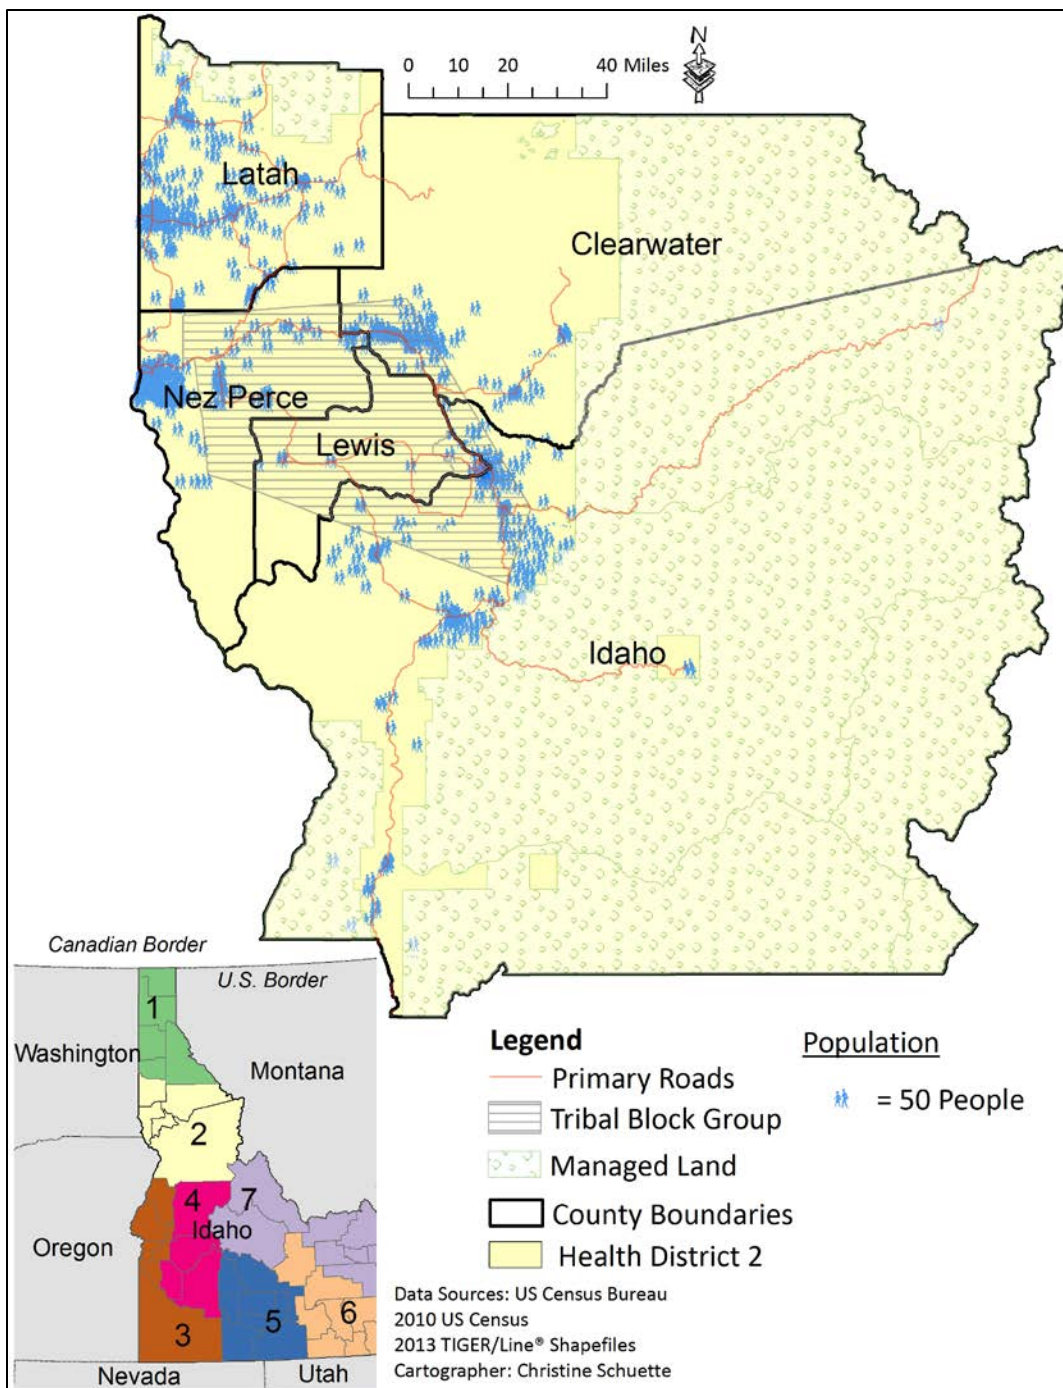 N
0 10 20 40 Miles
Latah
Clearwater
Nez Perce
Lewis
Idaho
Canadian Border
U.S. Border
1
Washington
Montana
2
4
7
Idaho
Oregon
5
6
3
Nevada
Utah
Legend
Primary Roads
Tribal Block Group
Managed Land
County Boundaries
Health District 2
Population
= 50 People
Data Sources: US Census Bureau
2010 US Census
2013 TIGER/Line® Shapefiles
Cartographer: Christine Schuette